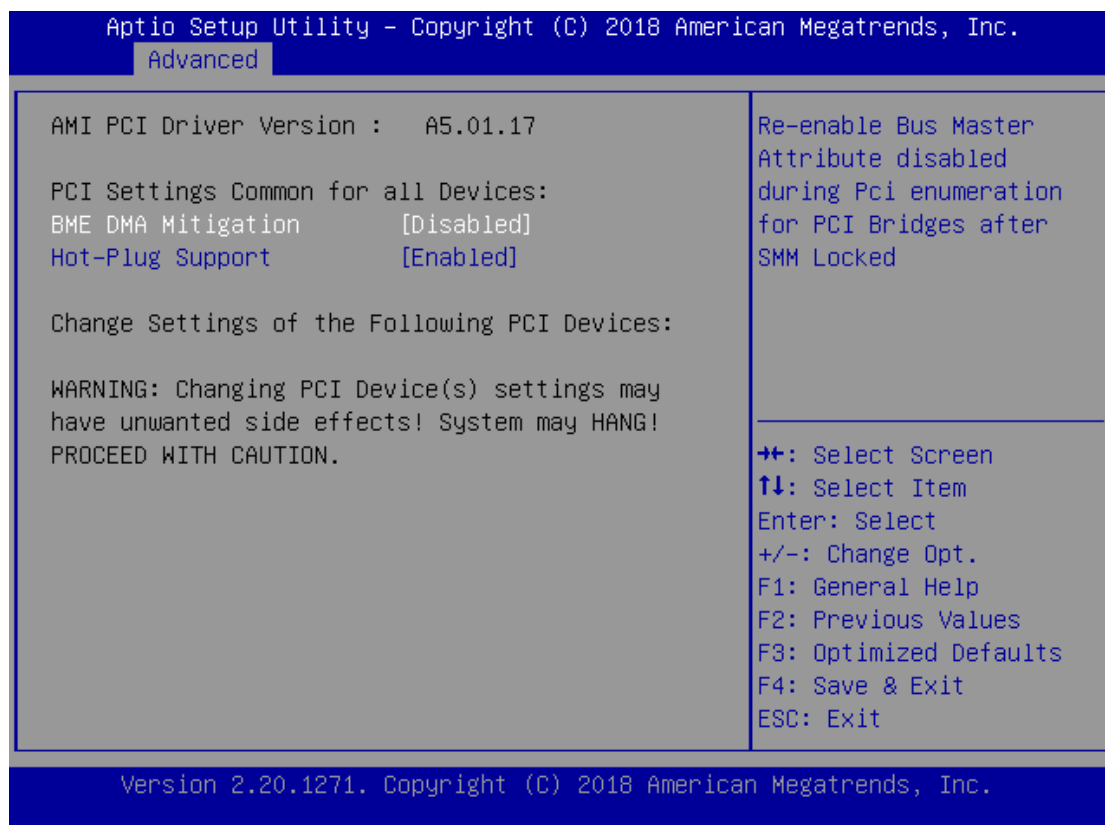 Aptio Setup Utility – Copyright (C) 2018 American Megatrends, Inc.
Advanced
AMI PCI Driver Version :   A5.01.17
PCI Settings Common for all Devices:
BME DMA Mitigation        [Disabled]
Hot-Plug Support          [Enabled]
Change Settings of the Following PCI Devices:
WARNING: Changing PCI Device(s) settings may
have unwanted side effects! System may HANG!
PROCEED WITH CAUTION.
Re-enable Bus Master
Attribute disabled
during Pci enumeration
for PCI Bridges after
SMM Locked
→←: Select Screen
↑↓: Select Item
Enter: Select
+/-: Change Opt.
F1: General Help
F2: Previous Values
F3: Optimized Defaults
F4: Save & Exit
ESC: Exit
Version 2.20.1271. Copyright (C) 2018 American Megatrends, Inc.